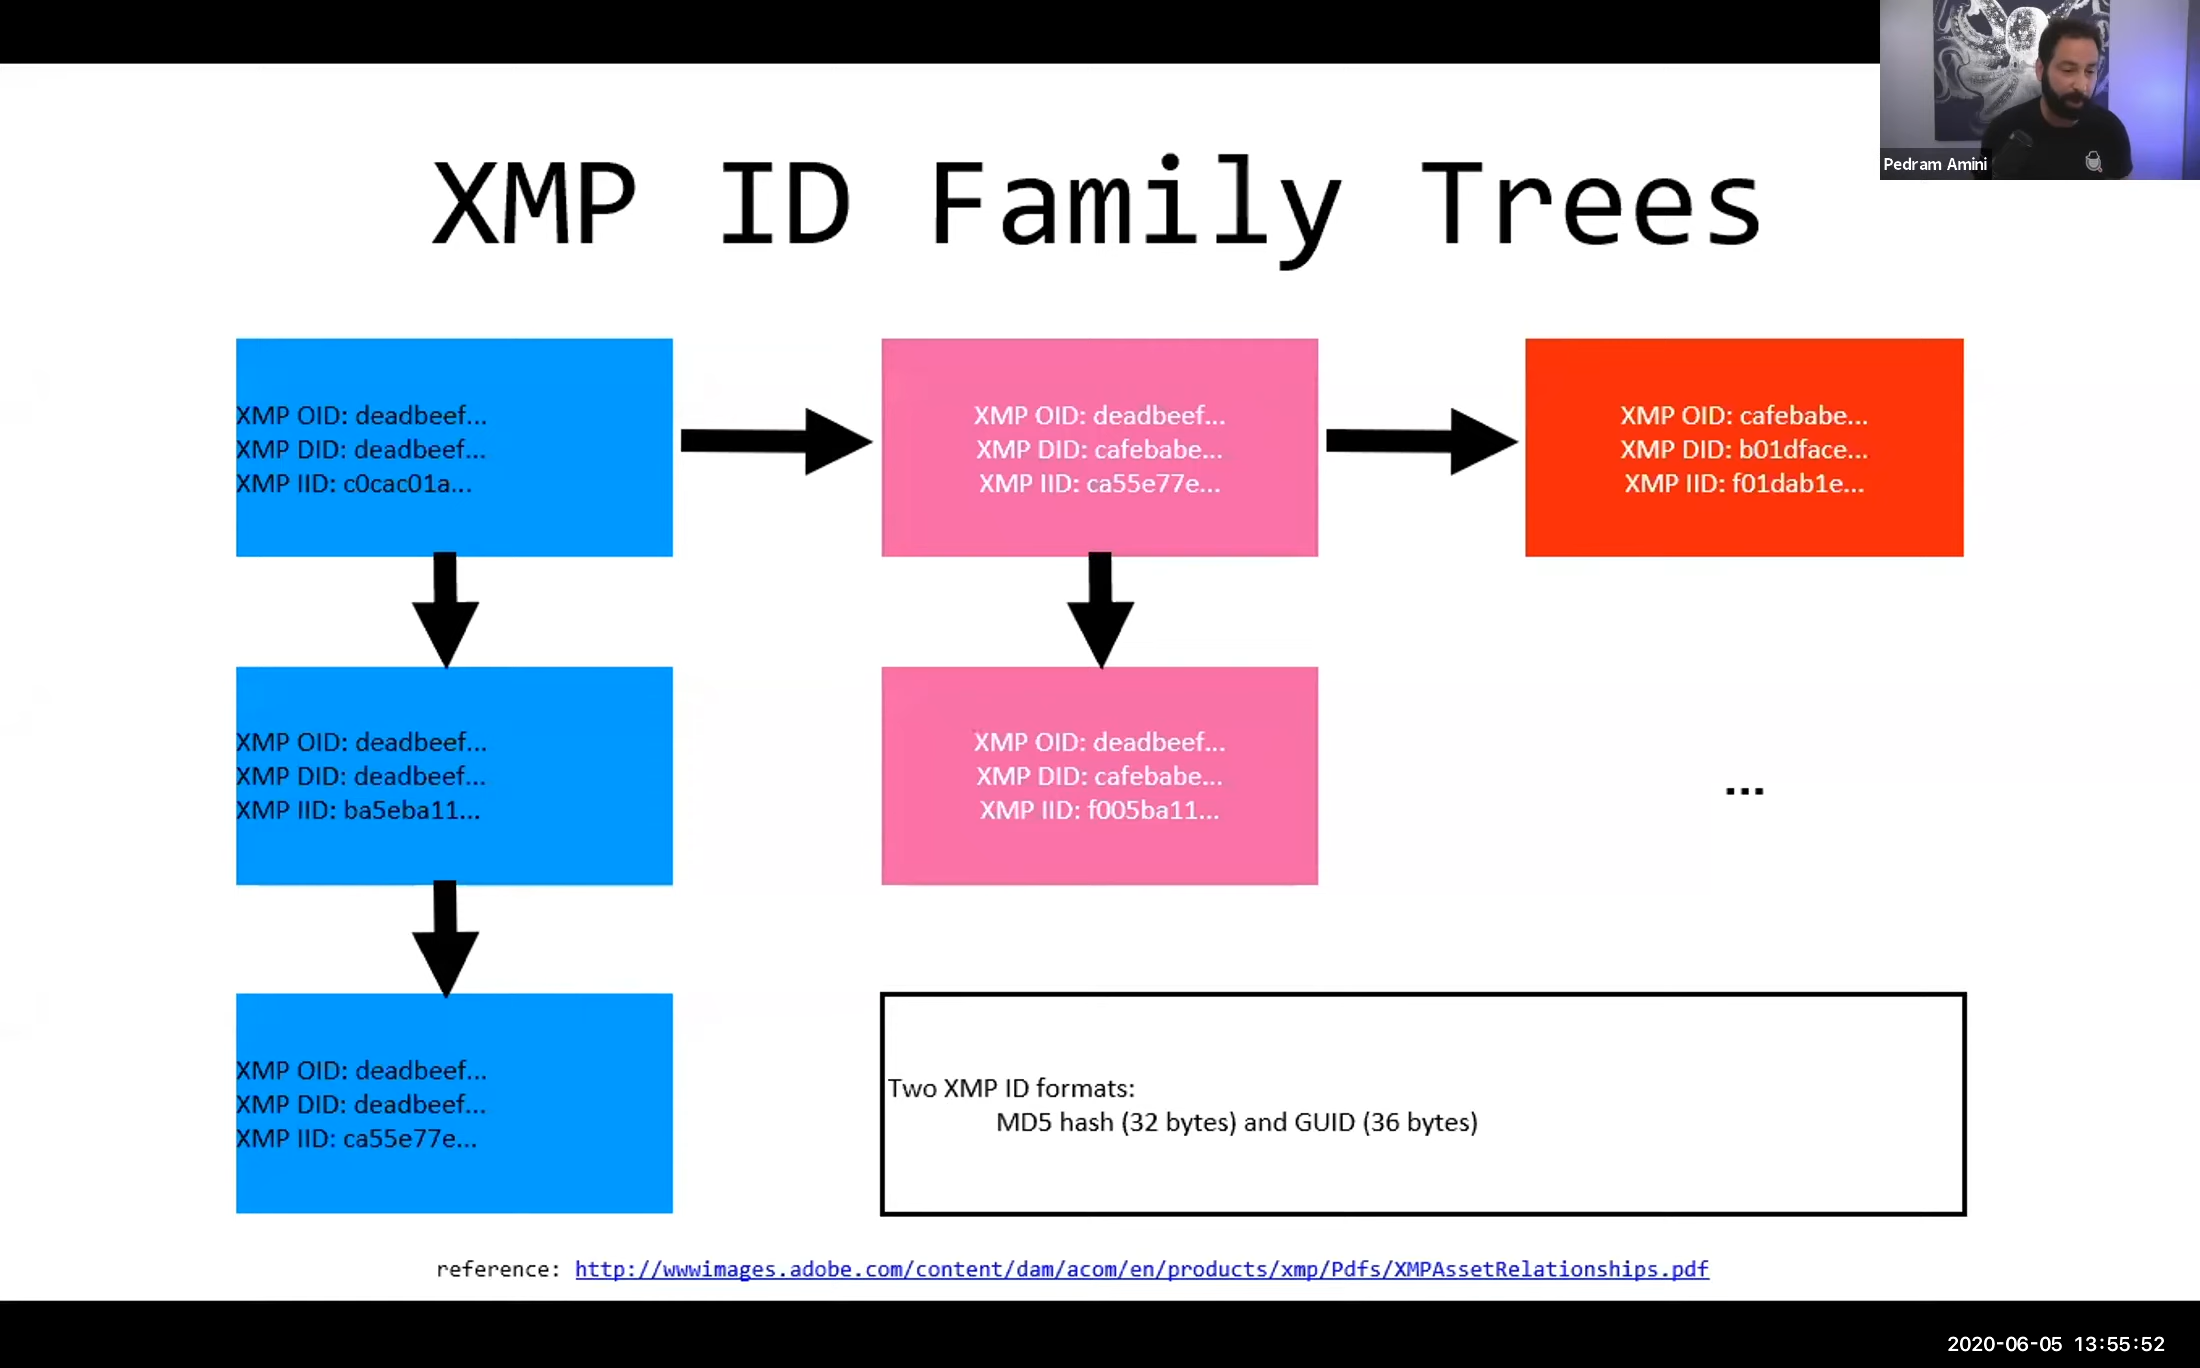 Pedram Amini
XMP ID Family Trees
XMP OID: deadbeef...
XMP DID: deadbeef...
XMP IID: c0cac01a...
XMP OID: deadbeef...
XMP DID: cafebabe...
XMP IID: ca55e77e...
XMP OID: cafebabe...
XMP DID: b01dface...
XMP IID: f01dab1e...
XMP OID: deadbeef...
XMP DID: deadbeef...
XMP IID: ba5eba11...
XMP OID: deadbeef...
XMP DID: cafebabe...
XMP IID: f005ba11...
...
XMP OID: deadbeef...
XMP DID: deadbeef...
XMP IID: ca55e77e...
Two XMP ID formats:
MD5 hash (32 bytes) and GUID (36 bytes)
reference: http://wwwimages.adobe.com/content/dam/acom/en/products/xmp/Pdfs/XMPAssetRelationships.pdf
2020-06-05 13:55:52